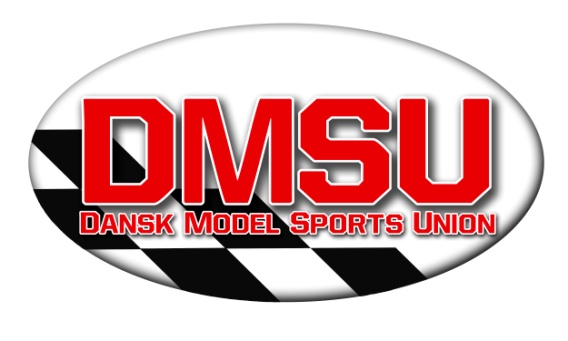 DMSU
DANSK MODEL SPORTS UNION